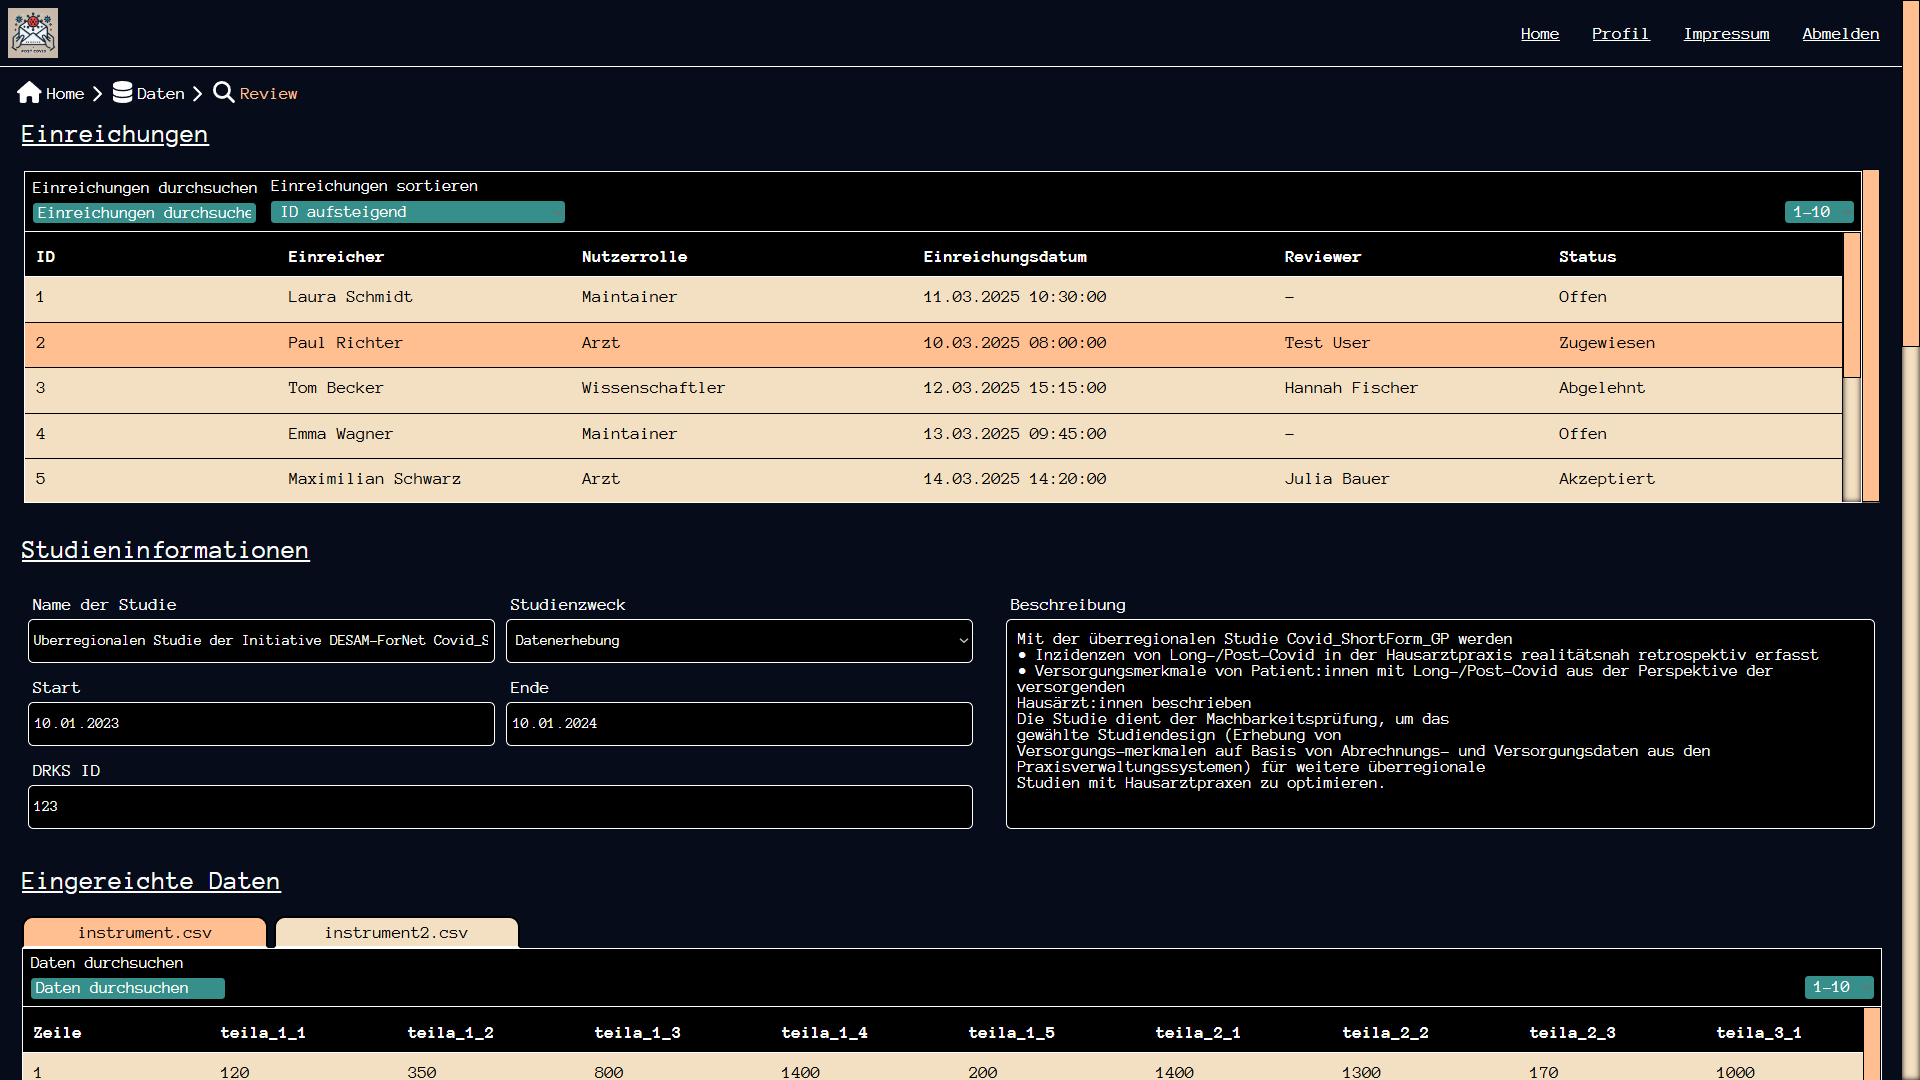 POST COVID
Home Profil Impressum Abmelden
Home Daten Review
Einreichungen
Einreichungen durchsuchen Einreichungen sortieren
Einreichungen durchsuche ID aufsteigend 1-10
ID Einreicher Nutzerrolle Einreichungsdatum Reviewer Status
1 Laura Schmidt Maintainer 11.03.2025 10:30:00 - Offen
2 Paul Richter Arzt 10.03.2025 08:00:00 Test User Zugewiesen
3 Tom Becker Wissenschaftler 12.03.2025 15:15:00 Hannah Fischer Abgelehnt
4 Emma Wagner Maintainer 13.03.2025 09:45:00 - Offen
5 Maximilian Schwarz Arzt 14.03.2025 14:20:00 Julia Bauer Akzeptiert
Studieninformationen
Name der Studie
Uberregionalen Studie der Initiative DESAM-ForNet Covid_S
Studienzweck
Datenerhebung
Start
10.01.2023
Ende
10.01.2024
DRKS ID
123
Beschreibung
Mit der überregionalen Studie Covid_ShortForm_GP werden
• Inzidenzen von Long-/Post-Covid in der Hausarztpraxis realitätsnah retrospektiv erfasst
• Versorgungsmerkmale von Patient:innen mit Long-/Post-Covid aus der Perspektive der
versorgenden
Hausärzt:innen beschrieben
Die Studie dient der Machbarkeitsprüfung, um das
gewählte Studiendesign (Erhebung von
Versorgungs-merkmalen auf Basis von Abrechnungs- und Versorgungsdaten aus den
Praxisverwaltungssystemen) für weitere überregionale
Studien mit Hausarztpraxen zu optimieren.
Eingereichte Daten
instrument.csv instrument2.csv
Daten durchsuchen
Daten durchsuchen 1-10
Zeile teila_1_1 teila_1_2 teila_1_3 teila_1_4 teila_1_5 teila_2_1 teila_2_2 teila_2_3 teila_3_1
1 120 350 800 1400 200 1400 1300 170 1000